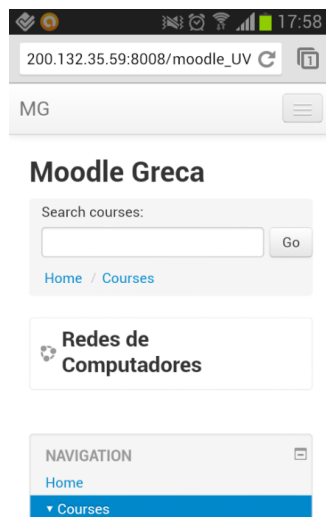 17:58
200.132.35.59:8008/moodle_UV
1
MG
Moodle Greca
Search courses:
Go
Home / Courses
Redes de
Computadores
NAVIGATION
Home
Courses